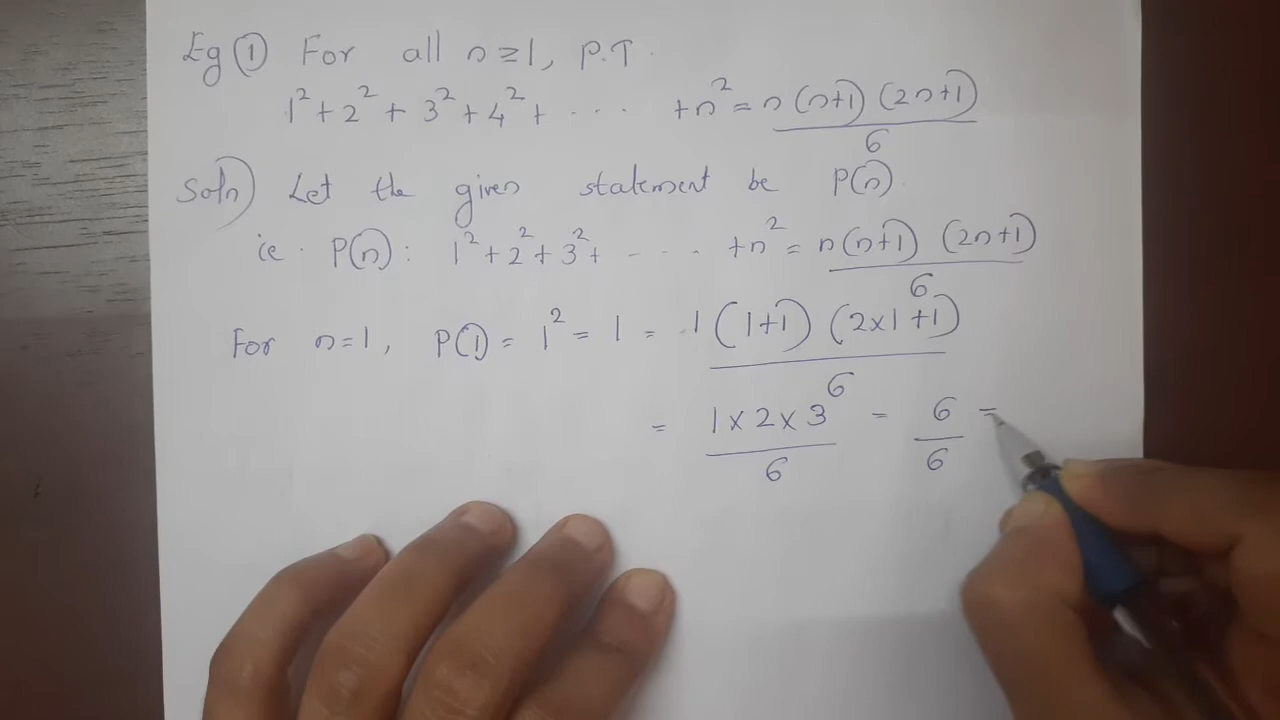 Eg ① For all n ≥ 1, P.T.
1² + 2² + 3² + 4² + ... + n² = n(n+1)(2n+1)/6
Soln) Let the given statement be P(n).
ie. P(n): 1² + 2² + 3² + - . . . + n² = n(n+1)(2n+1)/6
For n=1, P(1) = 1² = 1 = 1(1+1)(2×1+1)/6
= 1×2×3/6 = 6/6 =